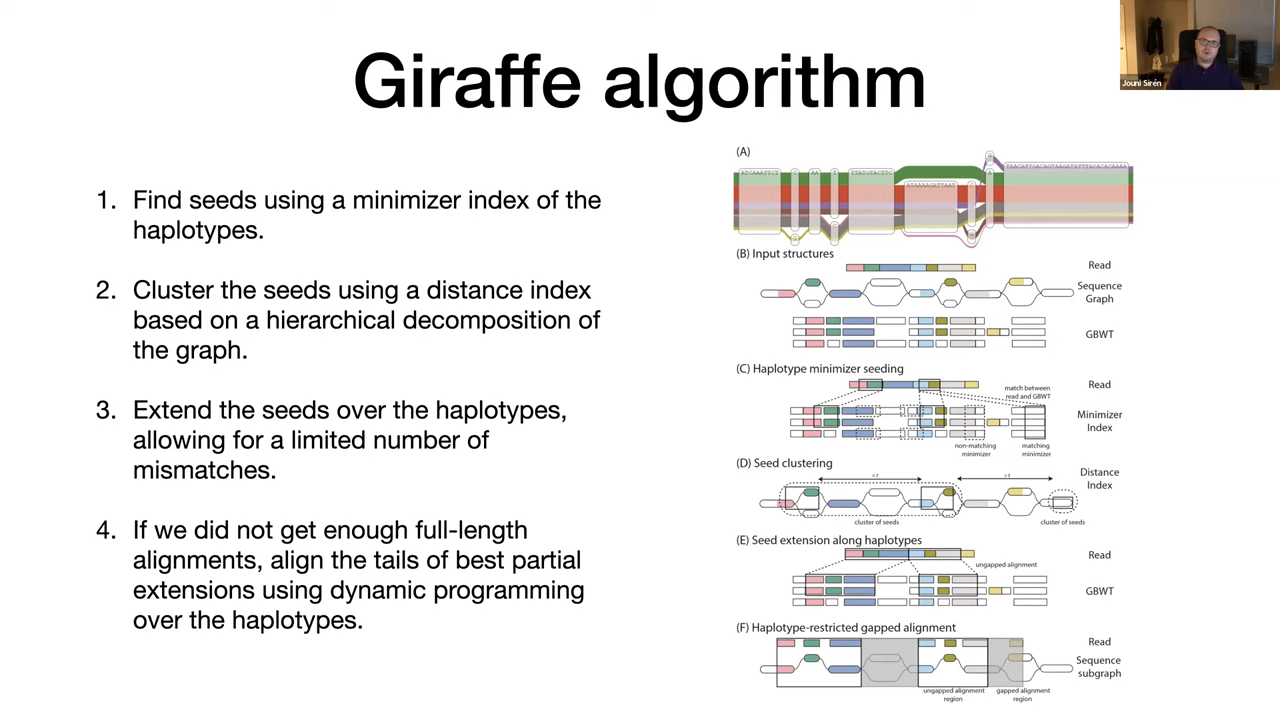 Giraffe algorithm
Jouni Sirén
1. Find seeds using a minimizer index of the
haplotypes.
2. Cluster the seeds using a distance index
based on a hierarchical decomposition of
the graph.
3. Extend the seeds over the haplotypes,
allowing for a limited number of
mismatches.
4. If we did not get enough full-length
alignments, align the tails of best partial
extensions using dynamic programming
over the haplotypes.
(A)
(B) Input structures
Read
Sequence
Graph
GBWT
(C) Haplotype minimizer seeding
Read
match between
read and GBWT
Minimizer
Index
non-matching
minimizer
matching
minimizer
(D) Seed clustering
Distance
Index
cluster of seeds
cluster of seeds
(E) Seed extension along haplotypes
Read
ungapped alignment
GBWT
(F) Haplotype-restricted gapped alignment
Read
Sequence
subgraph
ungapped alignment
region
gapped alignment
region